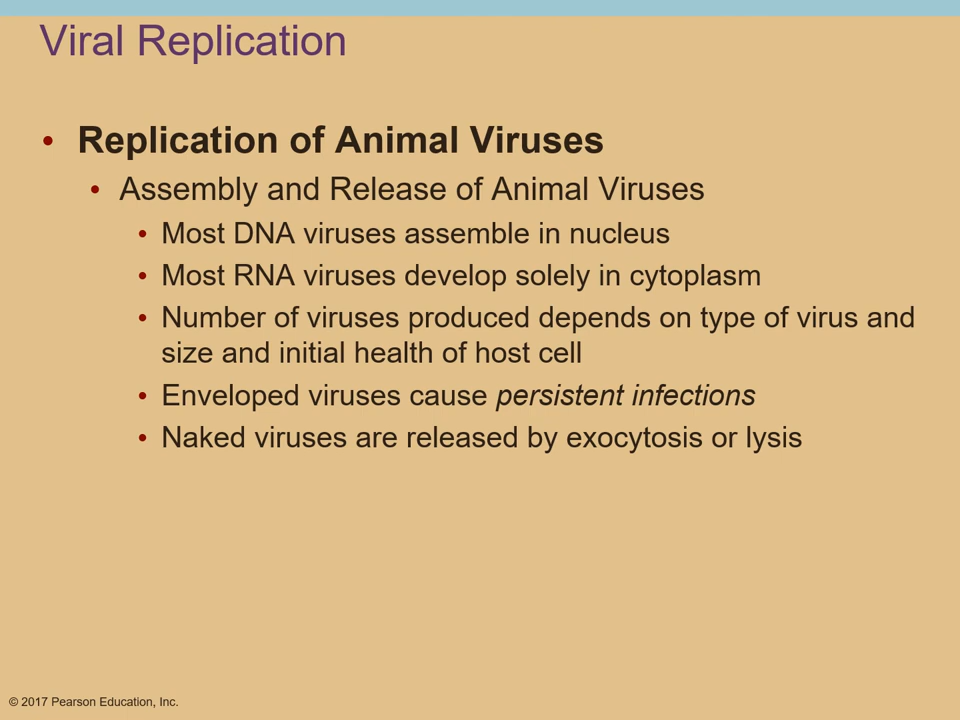 Viral Replication
• Replication of Animal Viruses
• Assembly and Release of Animal Viruses
• Most DNA viruses assemble in nucleus
• Most RNA viruses develop solely in cytoplasm
• Number of viruses produced depends on type of virus and
size and initial health of host cell
• Enveloped viruses cause persistent infections
• Naked viruses are released by exocytosis or lysis
© 2017 Pearson Education, Inc.